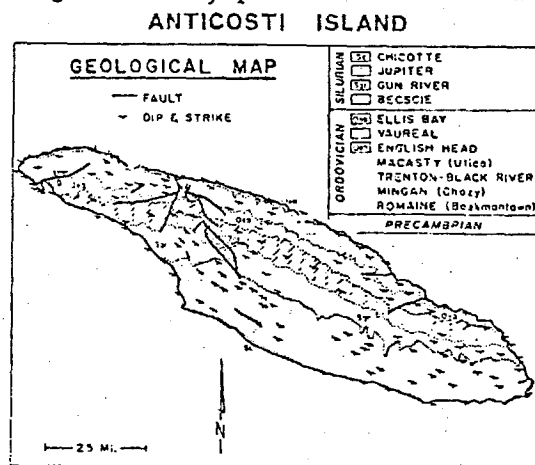 ANTICOSTI ISLAND
GEOLOGICAL MAP
FAULT
DIP & STRIKE
SILURIAN
CHICOTTE
JUPITER
GUN RIVER
BECSCIE
ORDOVICIAN
ELLIS BAY
VAUREAL
ENGLISH HEAD
MACASTY (Utica)
TRENTON-BLACK RIVER
MINGAN (Chazy)
ROMAINE (Beekmantown)
PRECAMBRIAN
N
25 Mi.